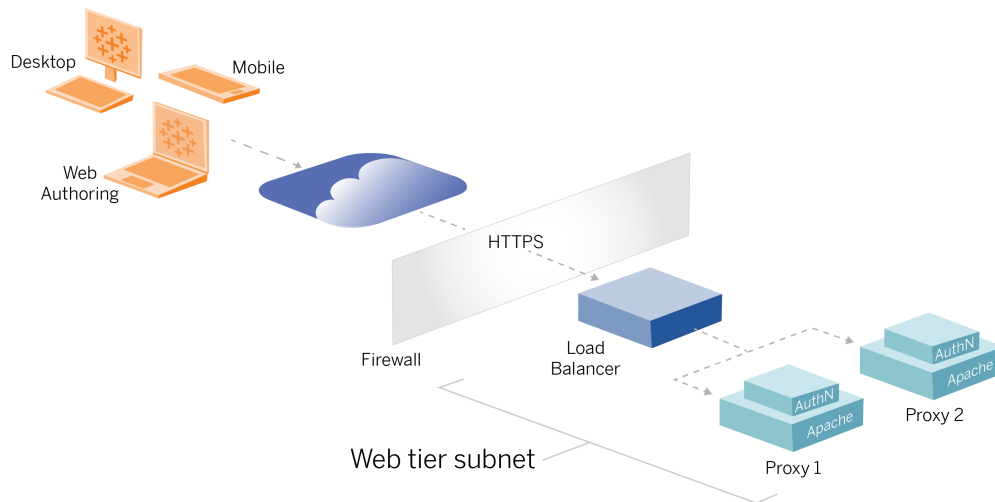 Desktop
Mobile
Web
Authoring
HTTPS
Firewall
Load
Balancer
AuthN
Apache
Proxy 2
AuthN
Apache
Proxy 1
Web tier subnet